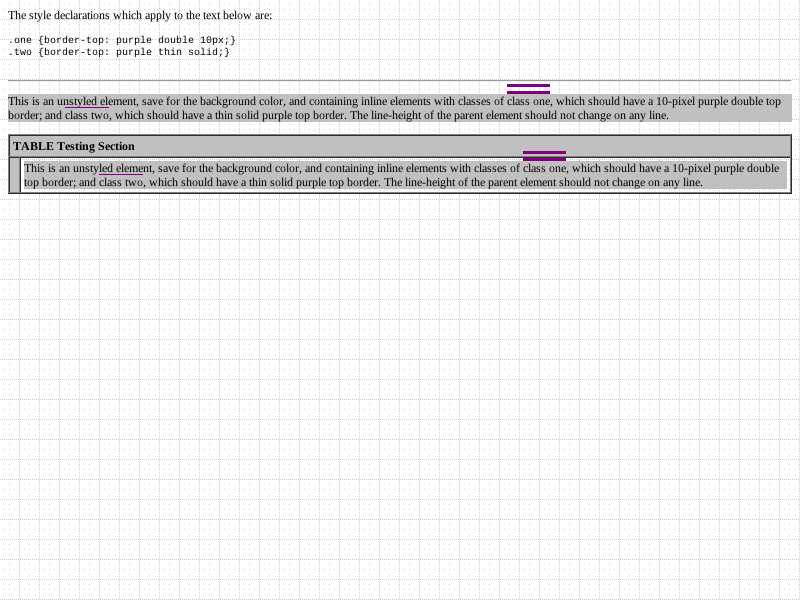 The style declarations which apply to the text below are:
.one {border-top: purple double 10px;}
.two {border-top: purple thin solid;}
This is an unstyled element, save for the background color, and containing inline elements with classes of class one, which should have a 10-pixel purple double top
border; and class two, which should have a thin solid purple top border. The line-height of the parent element should not change on any line.
TABLE Testing Section
This is an unstyled element, save for the background color, and containing inline elements with classes of class one, which should have a 10-pixel purple double
top border; and class two, which should have a thin solid purple top border. The line-height of the parent element should not change on any line.